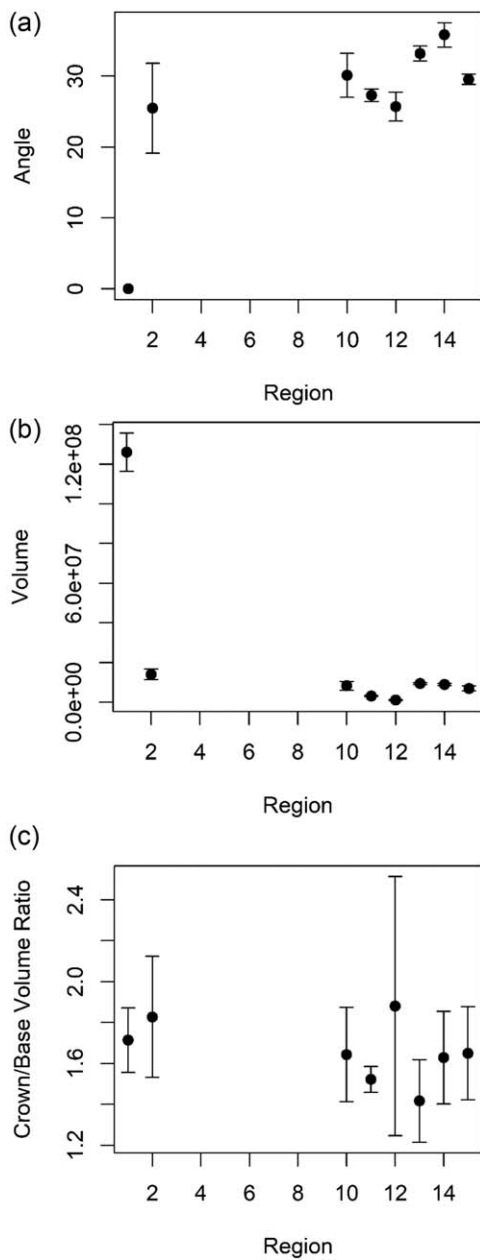 (a)
Angle
30
20
10
0
2 4 6 8 10 12 14
Region
(b)
Volume
1.2e+08
6.0e+07
0.0e+00
2 4 6 8 10 12 14
Region
(c)
Crown/Base Volume Ratio
2.4
2.0
1.6
1.2
2 4 6 8 10 12 14
Region